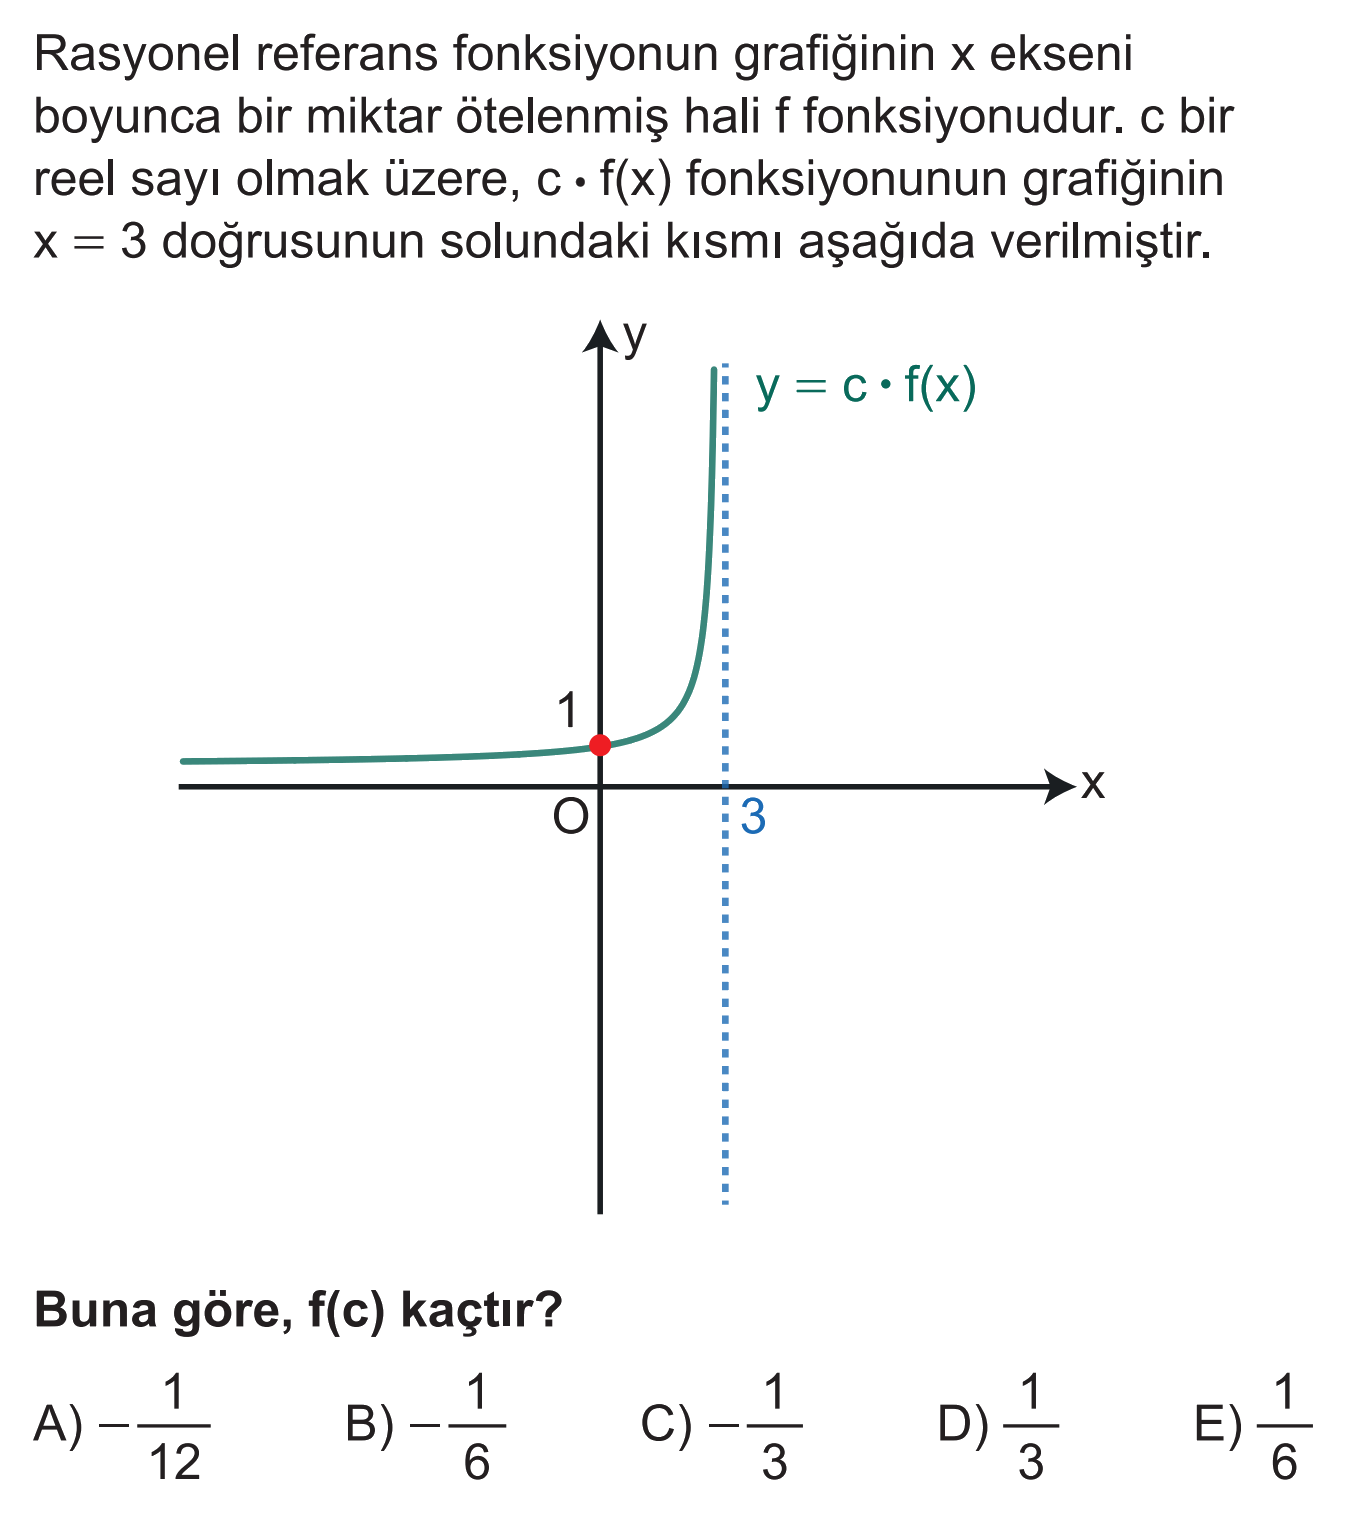 Rasyonel referans fonksiyonun grafiğinin x ekseni
boyunca bir miktar ötelenmiş hali f fonksiyonudur. c bir
reel sayı olmak üzere, c · f(x) fonksiyonunun grafiğinin
x = 3 doğrusunun solundaki kısmı aşağıda verilmiştir.
y
y = c · f(x)
1
x
O
3
Buna göre, f(c) kaçtır?
A) −1/12 B) −1/6 C) −1/3 D) 1/3 E) 1/6